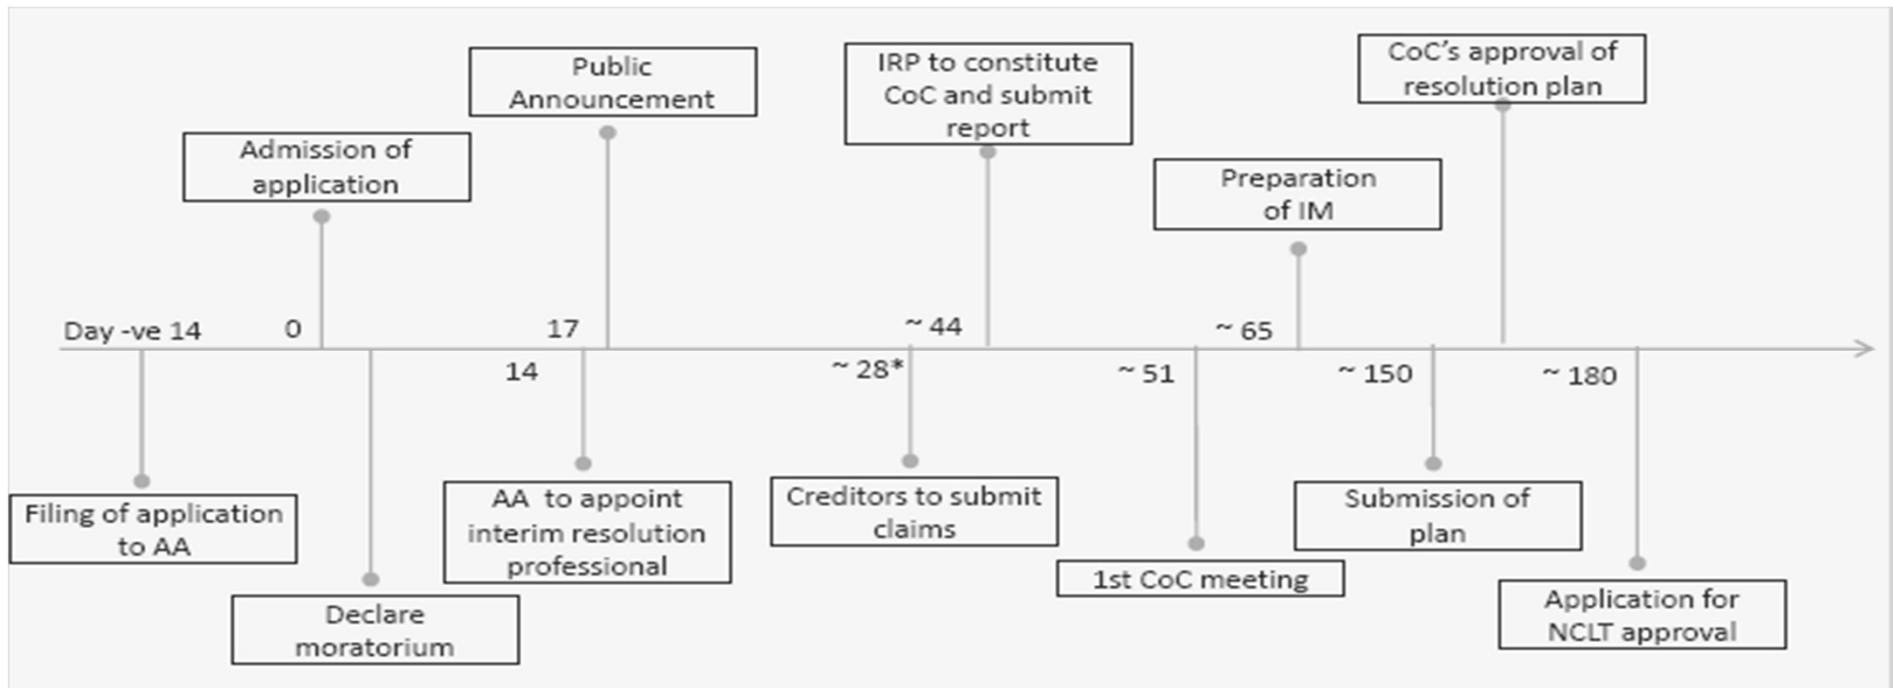 Public
Announcement
IRP to constitute
CoC and submit
report
CoC's approval of
resolution plan
Admission of
application
Preparation
of IM
Day -ve 14
0
17
~ 44
~ 65
14
~ 28*
~ 51
~ 150
~ 180
Filing of application
to AA
AA to appoint
interim resolution
professional
Creditors to submit
claims
Submission of
plan
1st CoC meeting
Declare
moratorium
Application for
NCLT approval